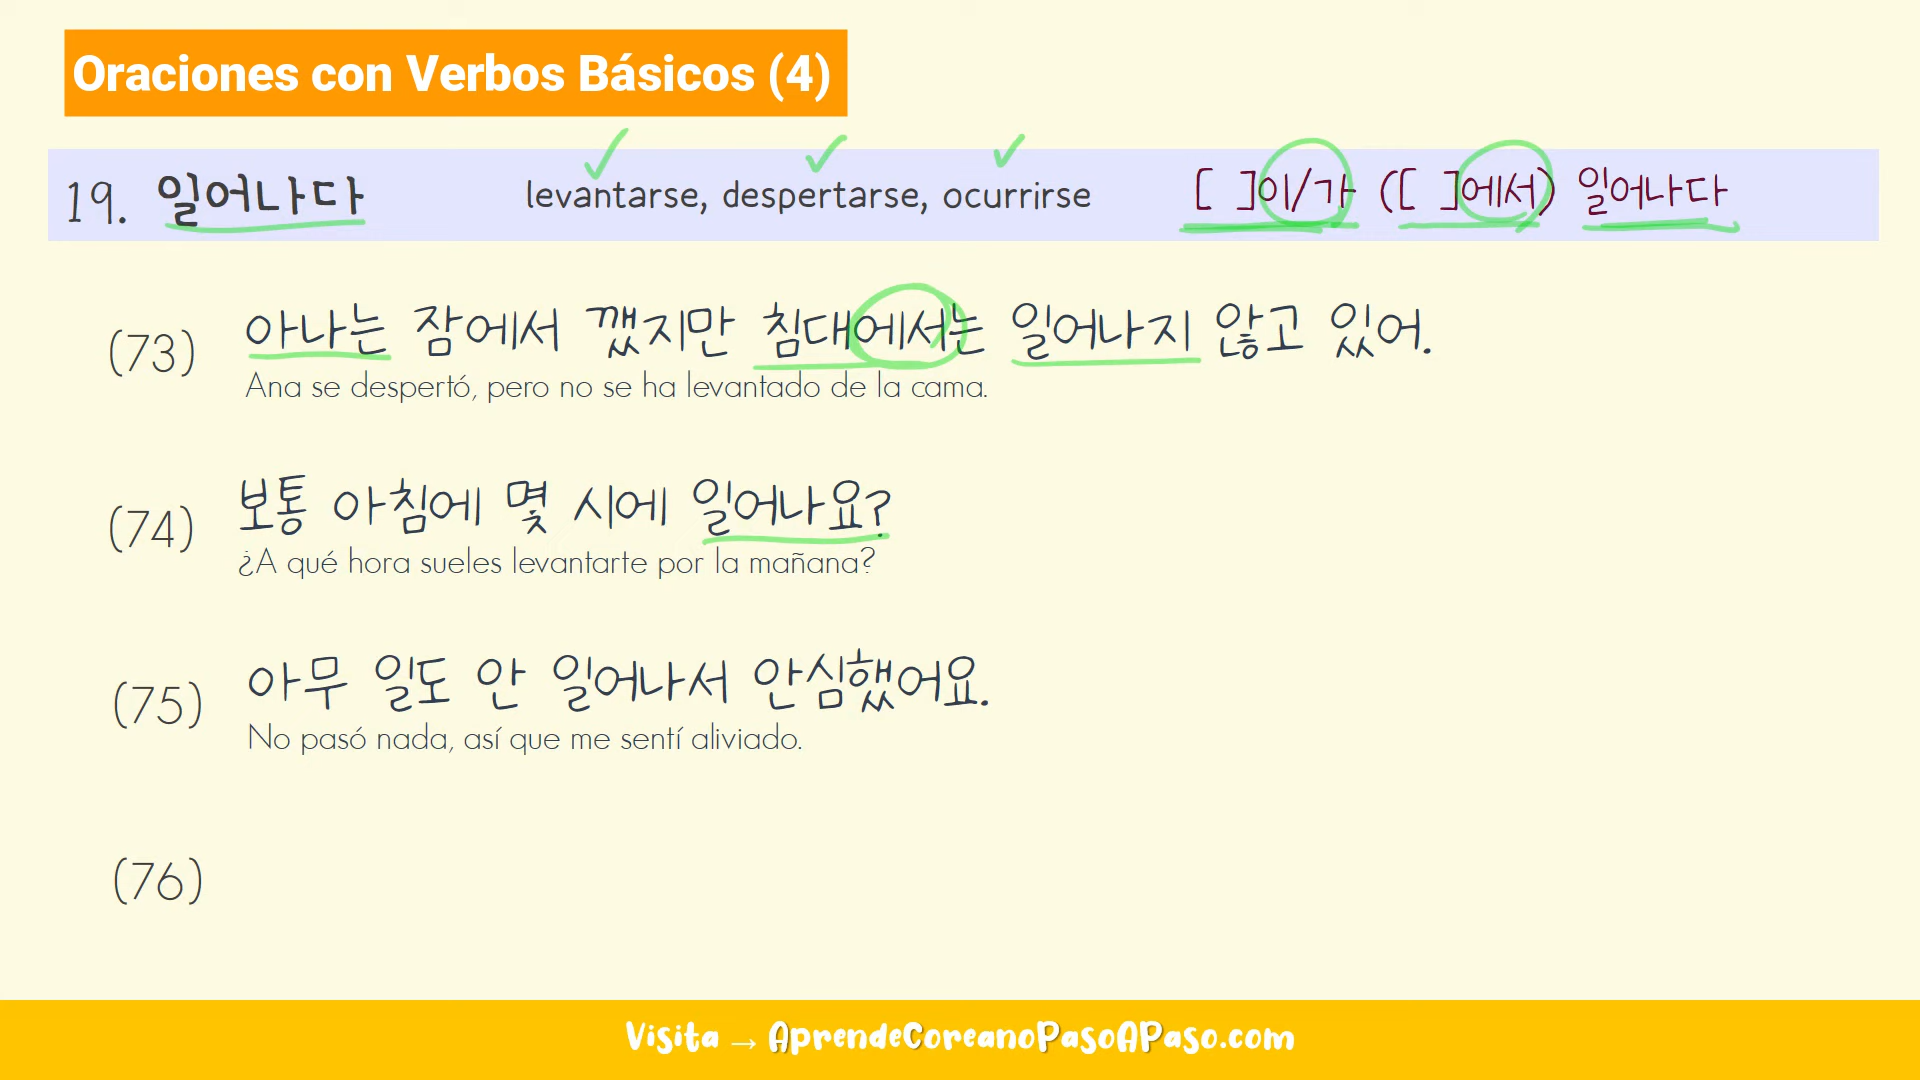 Oraciones con Verbos Básicos (4)
19. 일어나다 levantarse, despertarse, ocurrirse [ ]이/가 ([ ]에서) 일어나다
(73) 아나는 잠에서 깼지만 침대에서는 일어나지 않고 있어.
Ana se despertó, pero no se ha levantado de la cama.
(74) 보통 아침에 몇 시에 일어나요?
¿A qué hora sueles levantarte por la mañana?
(75) 아무 일도 안 일어나서 안심했어요.
No pasó nada, así que me sentí aliviado.
(76)
Visita → AprendeCoreanoPasoAPaso.com